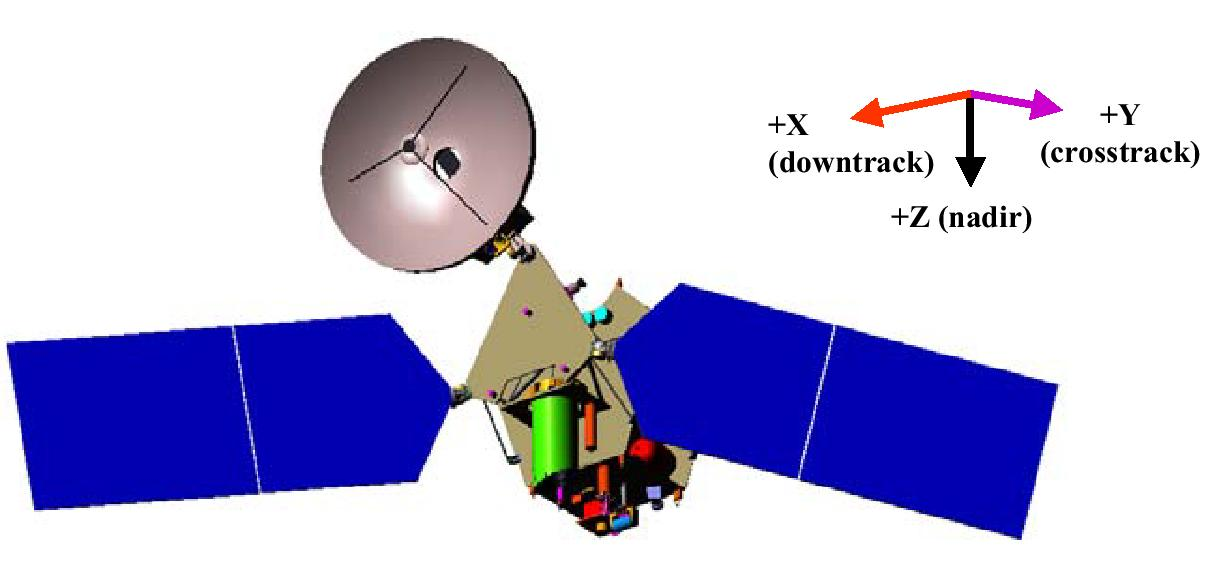 +X
(downtrack)
+Y
(crosstrack)
+Z (nadir)